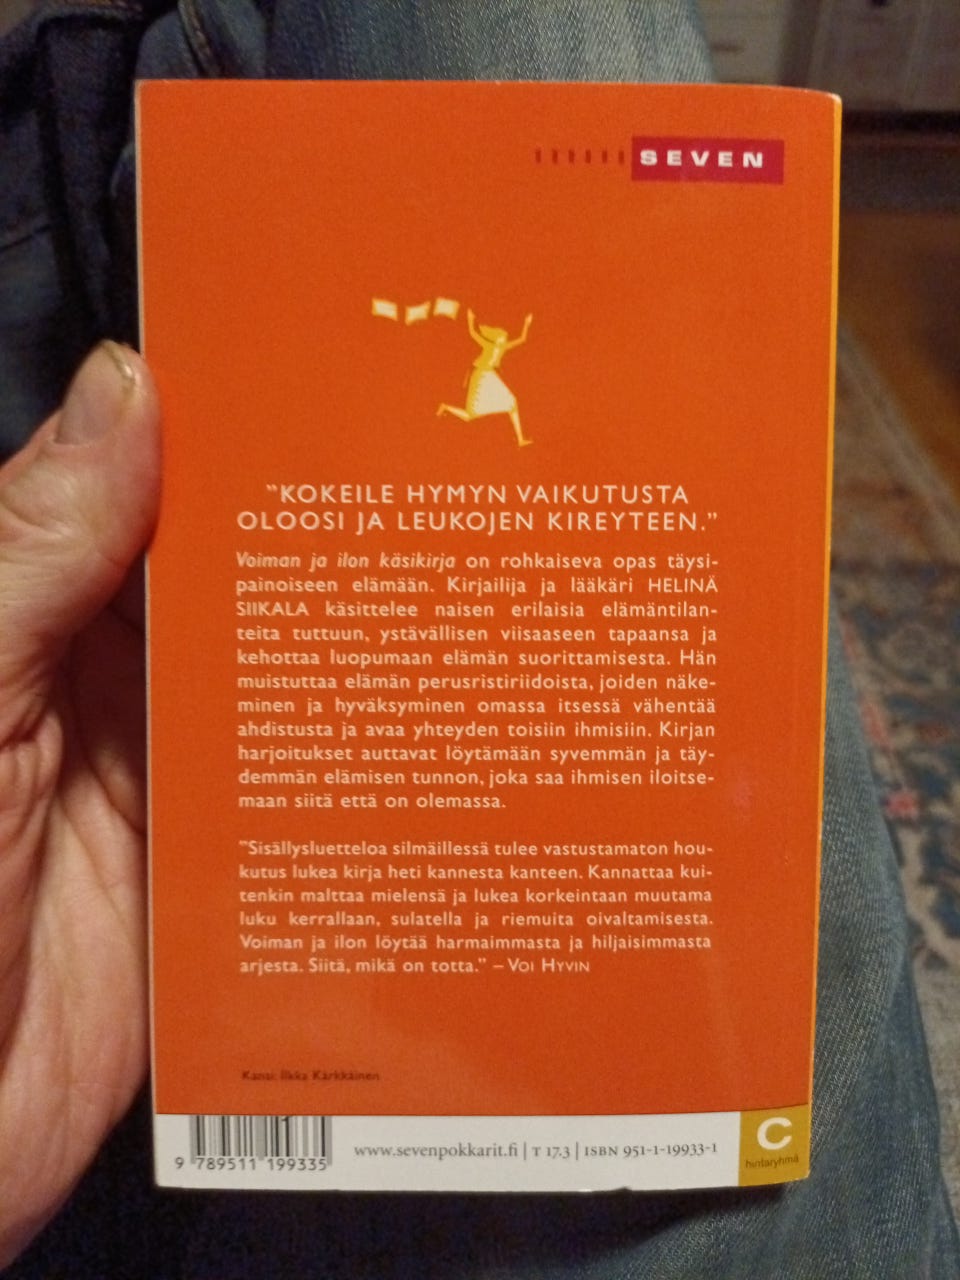 SEVEN
"KOKEILE HYMYN VAIKUTUSTA
OLOOSI JA LEUKOJEN KIREYTEEN."
Voiman ja ilon käsikirja on rohkaiseva opas täysi-
painoiseen elämään. Kirjailija ja lääkäri HELINÄ
SIIKALA käsittelee naisen erilaisia elämäntilan-
teita tuttuun, ystävällisen viisaaseen tapaansa ja
kehottaa luopumaan elämän suorittamisesta. Hän
muistuttaa elämän perusristiriidoista, joiden näke-
minen ja hyväksyminen omassa itsessä vähentää
ahdistusta ja avaa yhteyden toisiin ihmisiin. Kirjan
harjoitukset auttavat löytämään syvemmän ja täy-
demmän elämisen tunnon, joka saa ihmisen iloitse-
maan siitä että on olemassa.
"Sisällysluetteloa silmäillessä tulee vastustamaton hou-
kutus lukea kirja heti kannesta kanteen. Kannattaa kui-
tenkin malttaa mielensä ja lukea korkeintaan muutama
luku kerrallaan, sulatella ja riemuita oivaltamisesta.
Voiman ja ilon löytää harmaimmasta ja hiljaisimmasta
arjesta. Siitä, mikä on totta." – VOI HYVIN
Kansi: Ilkka Kärkkäinen
9 789511 199335
www.sevenpokkarit.fi | T 17.3 | ISBN 951-1-19933-1
C
hintaryhmä